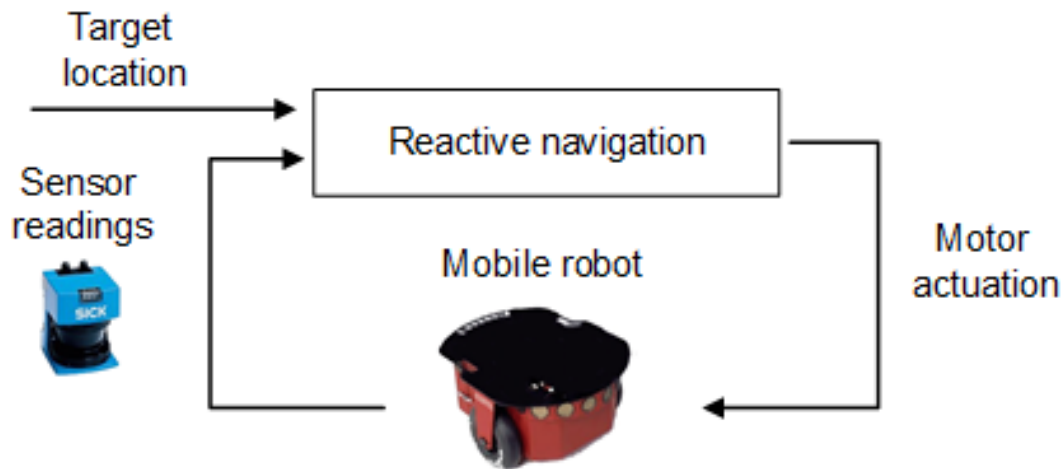 Target
location
Reactive navigation
Sensor
readings
SICK
Mobile robot
Motor
actuation